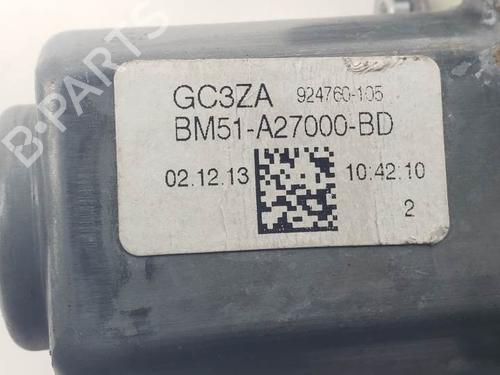 GC3ZA 924760-105
BM51-A27000-BD
02.12.13 10:42:10
2
B-PARTS